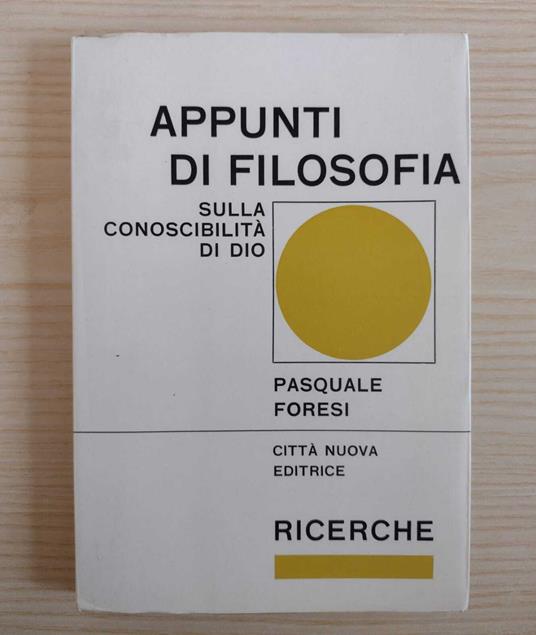 APPUNTI
DI FILOSOFIA
SULLA
CONOSCIBILITÀ
DI DIO
PASQUALE
FORESI
CITTÀ NUOVA
EDITRICE
RICERCHE